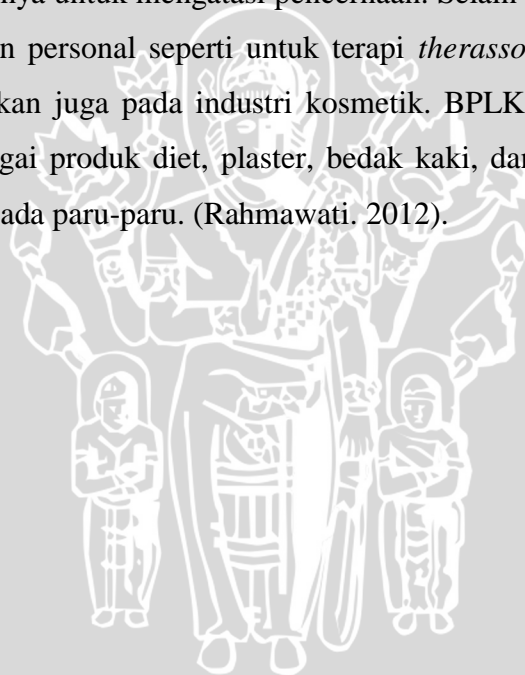 nya untuk mengatasi pencernaan. Selain
n personal seperti untuk terapi therasso
kan juga pada industri kosmetik. BPLK
gai produk diet, plaster, bedak kaki, dan
ada paru-paru. (Rahmawati. 2012).